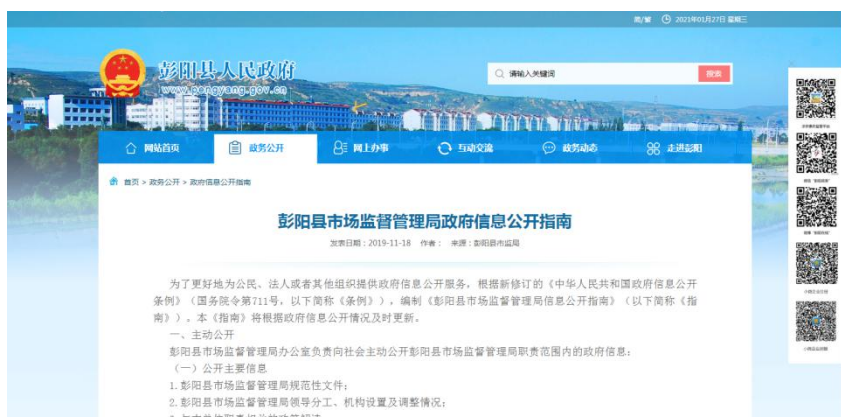 简/繁 2021年01月27日 星期三
彭阳县人民政府
www.pengyang.gov.cn
请输入关键词 搜索
网站首页 政务公开 网上办事 互动交流 政务动态 走进彭阳
首页 > 政务公开 > 政府信息公开指南
彭阳县市场监督管理局政府信息公开指南
发表日期：2019-11-18 作者： 来源：彭阳县市监局
为了更好地为公民、法人或者其他组织提供政府信息公开服务，根据新修订的《中华人民共和国政府信息公开
条例》（国务院令第711号，以下简称《条例》），编制《彭阳县市场监督管理局信息公开指南》（以下简称《指
南》）。本《指南》将根据政府信息公开情况及时更新。
一、主动公开
彭阳县市场监督管理局办公室负责向社会主动公开彭阳县市场监督管理局职责范围内的政府信息：
（一）公开主要信息
1.彭阳县市场监督管理局规范性文件；
2.彭阳县市场监督管理局领导分工、机构设置及调整情况；